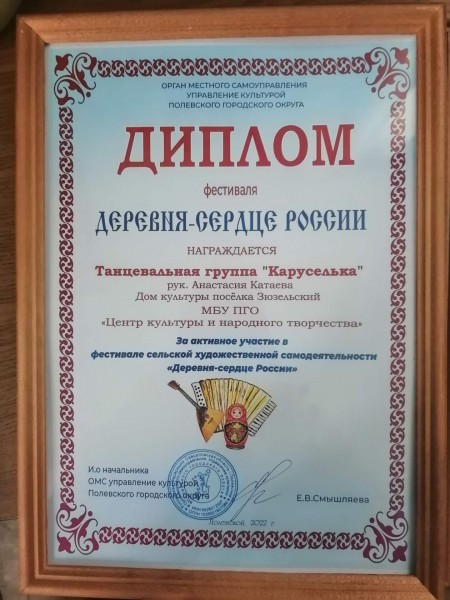 ОРГАН МЕСТНОГО САМОУПРАВЛЕНИЯ
УПРАВЛЕНИЕ КУЛЬТУРОЙ
ПОЛЕВСКОГО ГОРОДСКОГО ОКРУГА
ДИПЛОМ
фестиваля
ДЕРЕВНЯ-СЕРДЦЕ РОССИИ
НАГРАЖДАЕТСЯ
Танцевальная группа "Каруселька"
рук. Анастасия Катаева
Дом культуры посёлка Зюзельский
МБУ ПГО
«Центр культуры и народного творчества»
За активное участие в
фестивале сельской художественной самодеятельности
«Деревня-сердце России»
И.о начальника
ОМС управление культурой
Полевского городского округа
Е.В.Смышляева
Полевской, 2022 г.